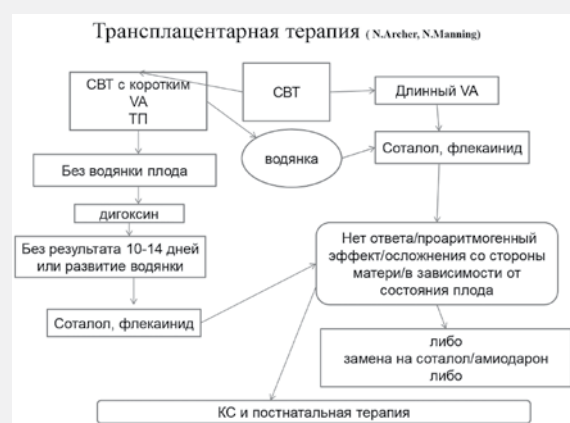 Трансплацентарная терапия ( N.Archer, N.Manning)
СВТ с коротким
VA
ТП
СВТ
Длинный VA
водянка
Соталол, флекаинид
Без водянки плода
дигоксин
Без результата 10-14 дней
или развитие водянки
Соталол, флекаинид
Нет ответа/проаритмогенный
эффект/осложнения со стороны
матери/в зависимости от
состояния плода
либо
замена на соталол/амиодарон
либо
КС и постнатальная терапия